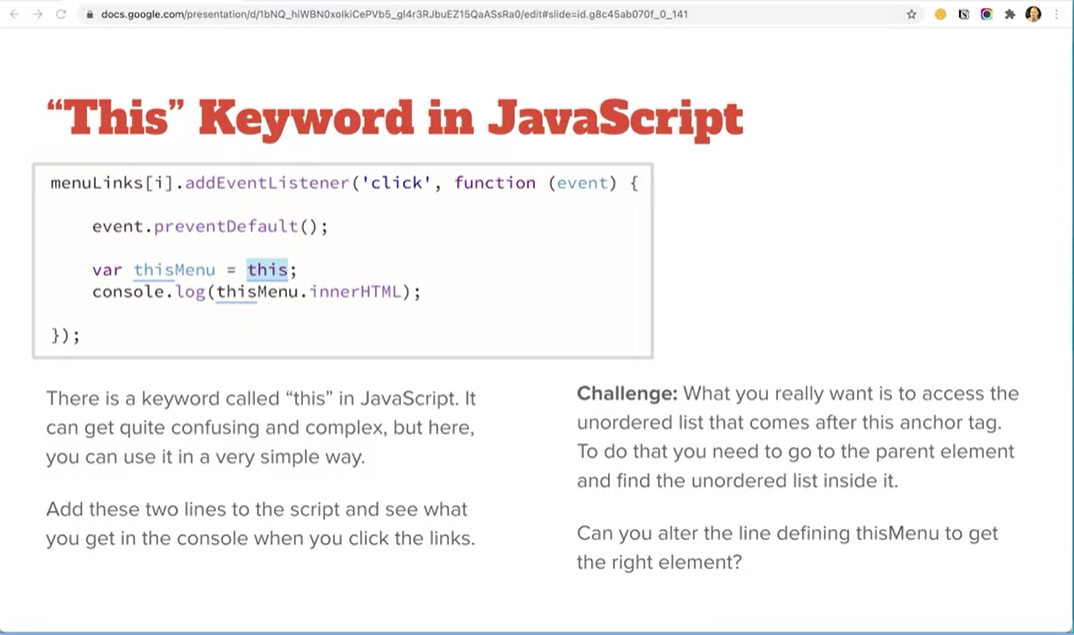 docs.google.com/presentation/d/1bNQ_hiWBN0xolkiCePVb5_gl4r3RJbuEZ15QaASsRa0/edit#slide=id.g8c45ab070f_0_141
“This” Keyword in JavaScript
menuLinks[i].addEventListener('click', function (event) {
event.preventDefault();
var thisMenu = this;
console.log(thisMenu.innerHTML);
});
There is a keyword called “this” in JavaScript. It
can get quite confusing and complex, but here,
you can use it in a very simple way.
Add these two lines to the script and see what
you get in the console when you click the links.
Challenge: What you really want is to access the
unordered list that comes after this anchor tag.
To do that you need to go to the parent element
and find the unordered list inside it.
Can you alter the line defining thisMenu to get
the right element?